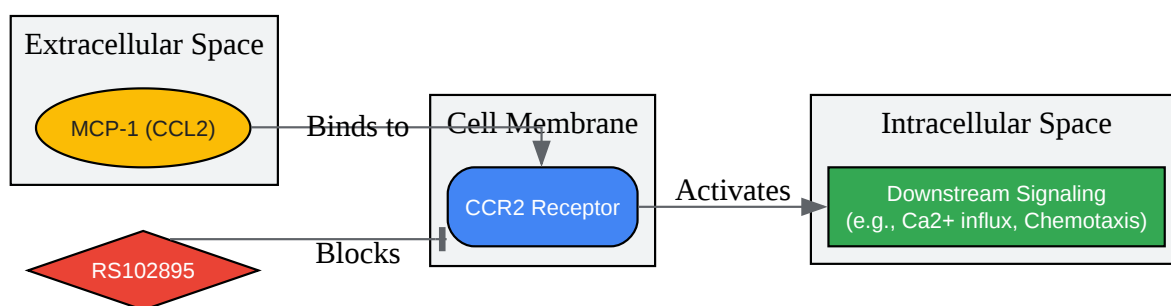 Extracellular Space
MCP-1 (CCL2)
Binds to
Cell Membrane
CCR2 Receptor
Activates
Intracellular Space
Downstream Signaling
(e.g., Ca2+ influx, Chemotaxis)
RS102895
Blocks